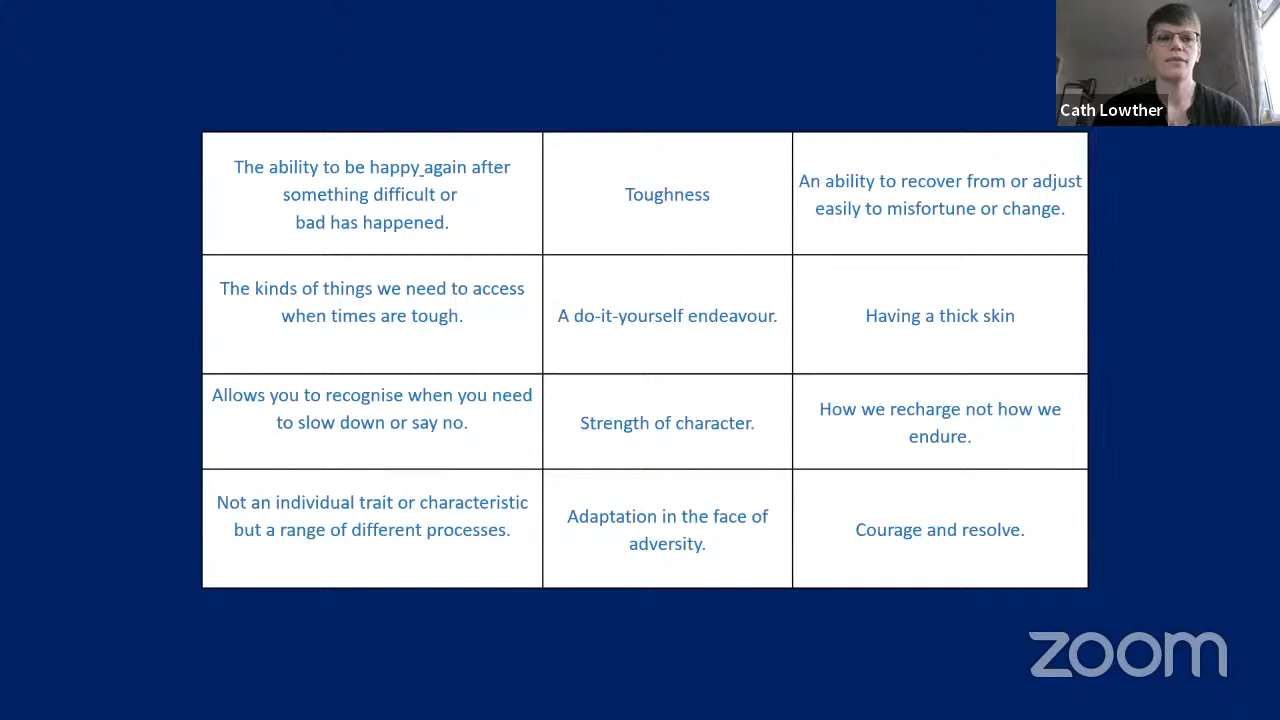 Cath Lowther
The ability to be happy again after
something difficult or
bad has happened.
Toughness
An ability to recover from or adjust
easily to misfortune or change.
The kinds of things we need to access
when times are tough.
A do-it-yourself endeavour.
Having a thick skin
Allows you to recognise when you need
to slow down or say no.
Strength of character.
How we recharge not how we
endure.
Not an individual trait or characteristic
but a range of different processes.
Adaptation in the face of
adversity.
Courage and resolve.
zoom